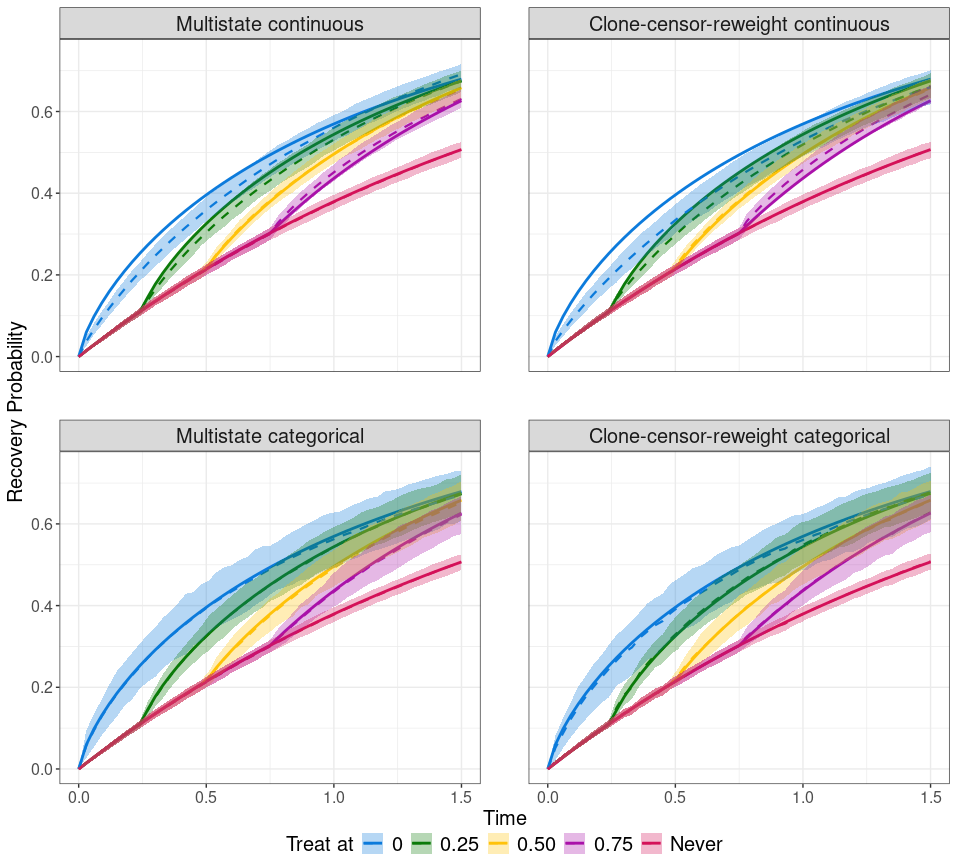 Multistate continuous
Clone-censor-reweight continuous
0.6
0.4
0.2
0.0
Multistate categorical
Clone-censor-reweight categorical
0.6
0.4
0.2
0.0
0.0 0.5 1.0 1.5
0.0 0.5 1.0 1.5
Recovery Probability
Time
Treat at 0 0.25 0.50 0.75 Never